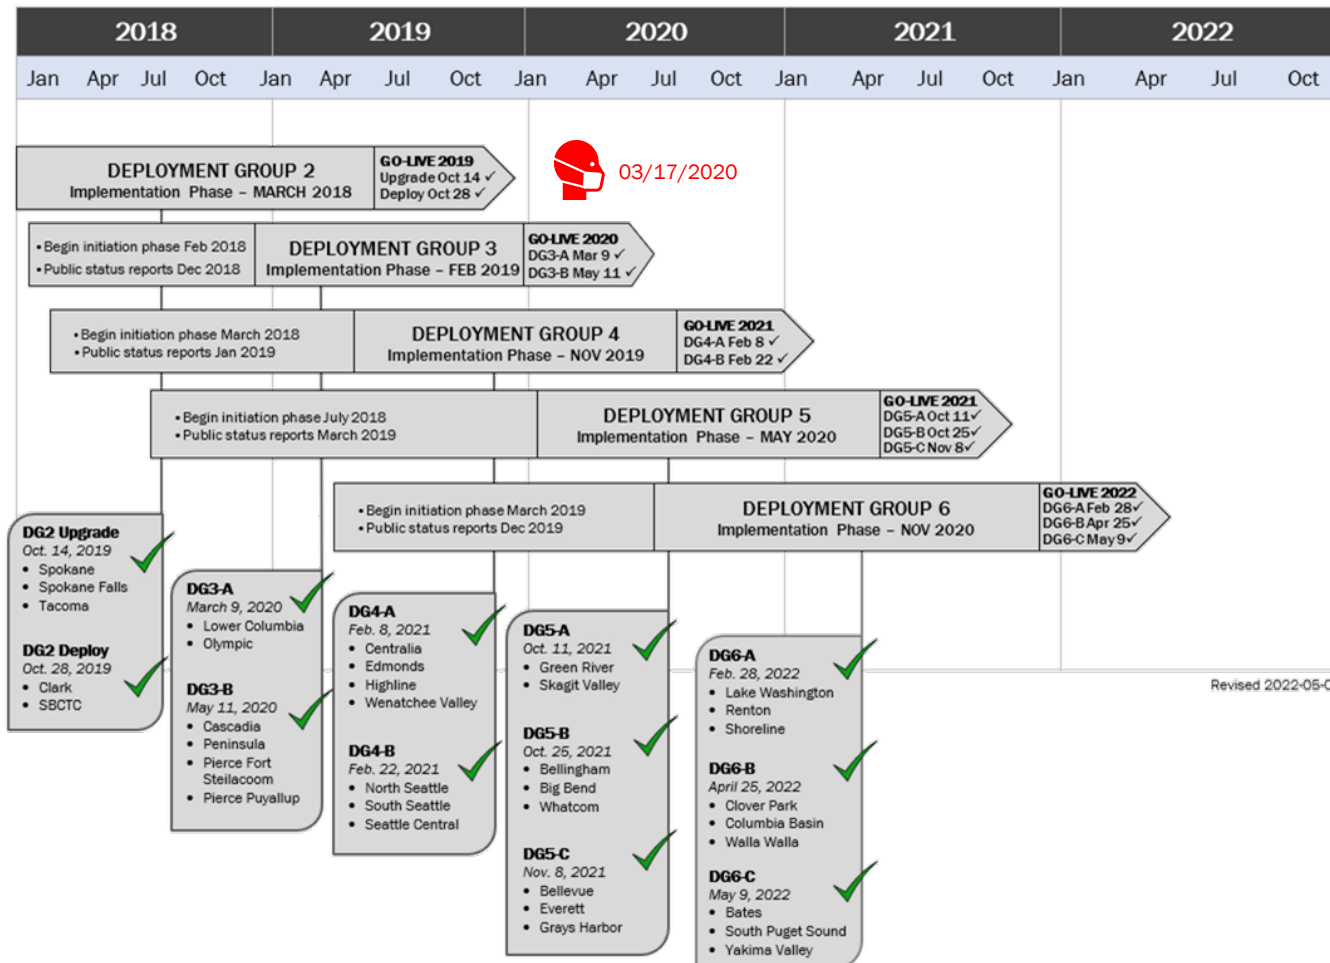 2018 2019 2020 2021 2022
Jan Apr Jul Oct Jan Apr Jul Oct Jan Apr Jul Oct Jan Apr Jul Oct Jan Apr Jul Oct
DEPLOYMENT GROUP 2
Implementation Phase – MARCH 2018
GO-LIVE 2019
Upgrade Oct 14 ✓
Deploy Oct 28 ✓
03/17/2020
• Begin initiation phase Feb 2018
• Public status reports Dec 2018
DEPLOYMENT GROUP 3
Implementation Phase – FEB 2019
GO-LIVE 2020
DG3-A Mar 9 ✓
DG3-B May 11 ✓
• Begin initiation phase March 2018
• Public status reports Jan 2019
DEPLOYMENT GROUP 4
Implementation Phase – NOV 2019
GO-LIVE 2021
DG4-A Feb 8 ✓
DG4-B Feb 22 ✓
• Begin initiation phase July 2018
• Public status reports March 2019
DEPLOYMENT GROUP 5
Implementation Phase – MAY 2020
GO-LIVE 2021
DG5-A Oct 11✓
DG5-B Oct 25✓
DG5-C Nov 8✓
• Begin initiation phase March 2019
• Public status reports Dec 2019
DEPLOYMENT GROUP 6
Implementation Phase – NOV 2020
GO-LIVE 2022
DG6-A Feb 28✓
DG6-B Apr 25✓
DG6-C May 9✓
DG2 Upgrade
Oct. 14, 2019
• Spokane
• Spokane Falls
• Tacoma
DG2 Deploy
Oct. 28, 2019
• Clark
• SBCTC
DG3-A
March 9, 2020
• Lower Columbia
• Olympic
DG3-B
May 11, 2020
• Cascadia
• Peninsula
• Pierce Fort
Steilacoom
• Pierce Puyallup
DG4-A
Feb. 8, 2021
• Centralia
• Edmonds
• Highline
• Wenatchee Valley
DG4-B
Feb. 22, 2021
• North Seattle
• South Seattle
• Seattle Central
DG5-A
Oct. 11, 2021
• Green River
• Skagit Valley
DG5-B
Oct. 25, 2021
• Bellingham
• Big Bend
• Whatcom
DG5-C
Nov. 8, 2021
• Bellevue
• Everett
• Grays Harbor
DG6-A
Feb. 28, 2022
• Lake Washington
• Renton
• Shoreline
DG6-B
April 25, 2022
• Clover Park
• Columbia Basin
• Walla Walla
DG6-C
May 9, 2022
• Bates
• South Puget Sound
• Yakima Valley
Revised 2022-05-0